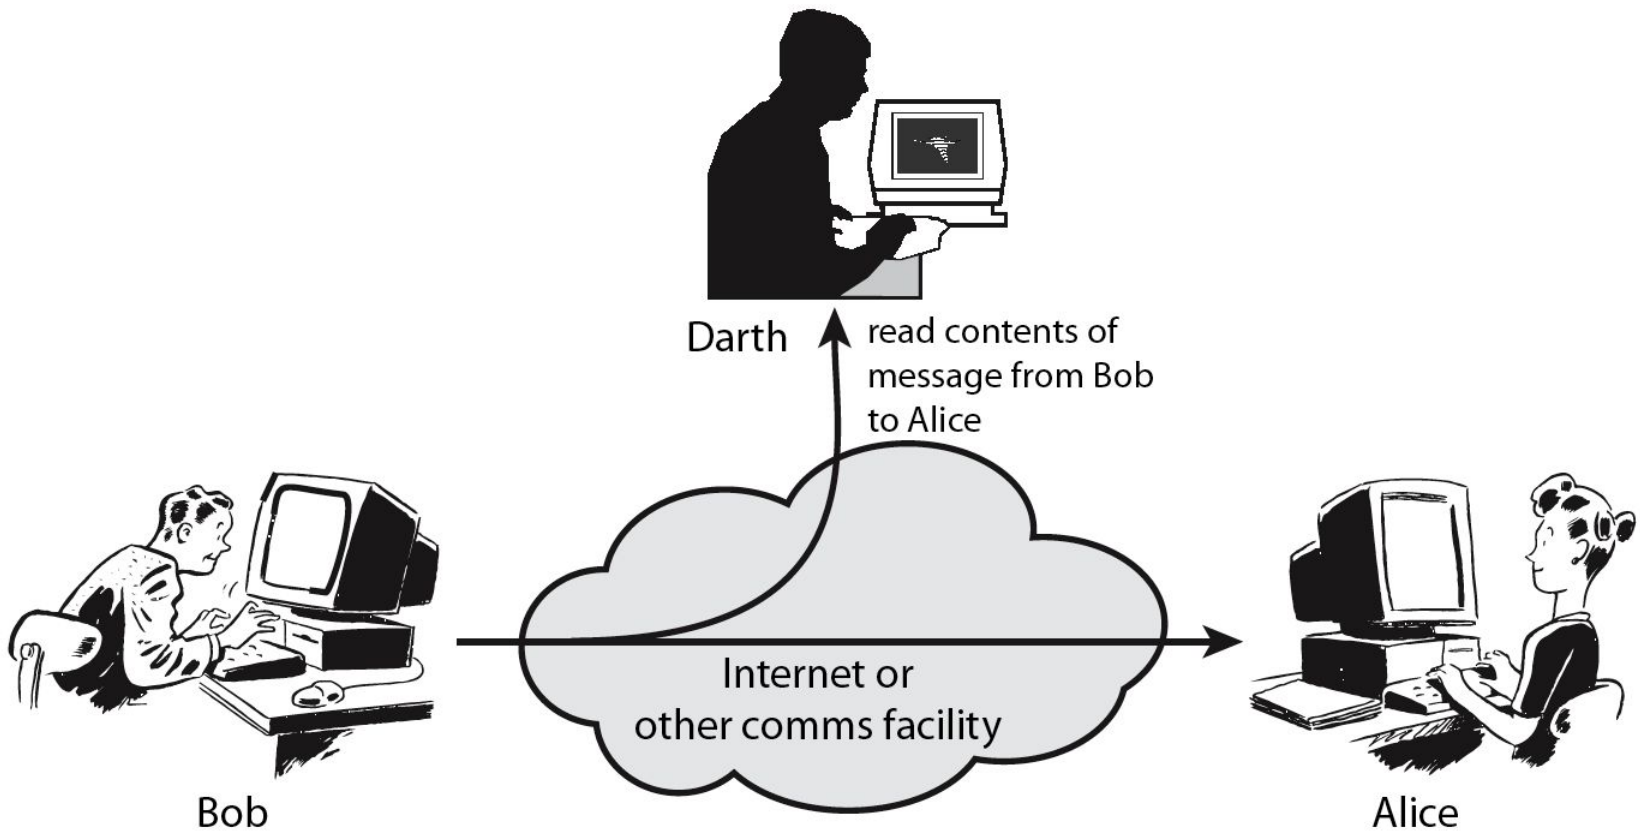 Darth
read contents of
message from Bob
to Alice
Internet or
other comms facility
Bob
Alice